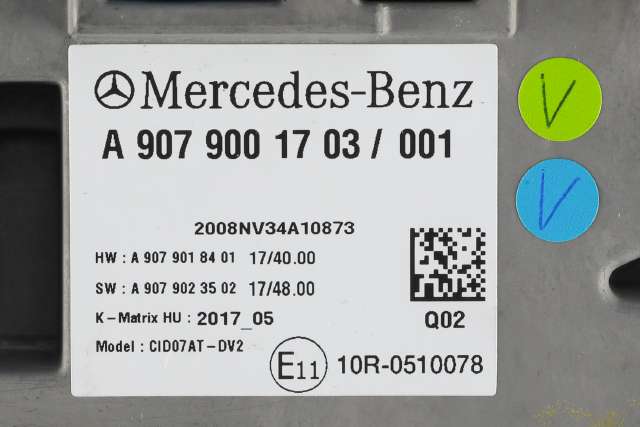 Mercedes-Benz
A 907 900 17 03 / 001
2008NV34A10873
HW : A 907 901 84 01 17/40.00
SW : A 907 902 35 02 17/48.00
K-Matrix HU : 2017_05
Q02
Model : CID07AT-DV2
E11 10R-0510078
V
V